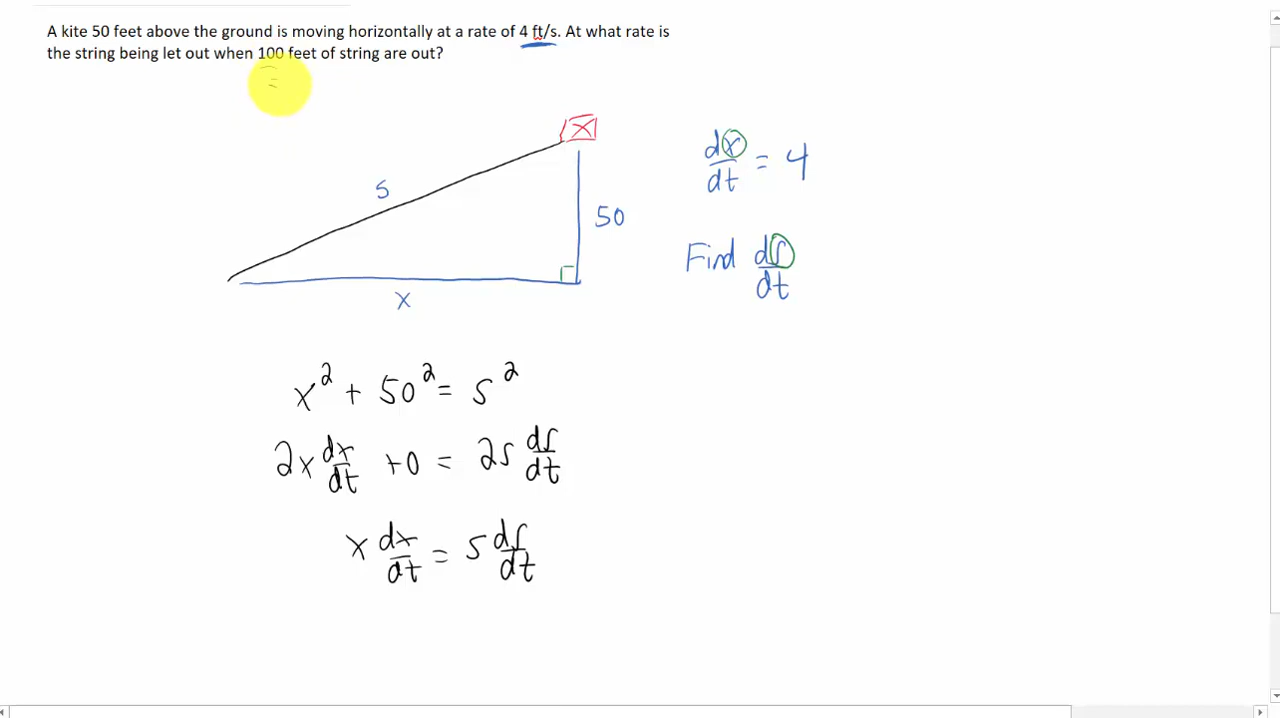 A kite 50 feet above the ground is moving horizontally at a rate of 4 ft/s. At what rate is
the string being let out when 100 feet of string are out?
dx/dt = 4
s
50
Find ds/dt
x
x² + 50² = s²
2x dx/dt + 0 = 2s ds/dt
x dx/dt = s ds/dt